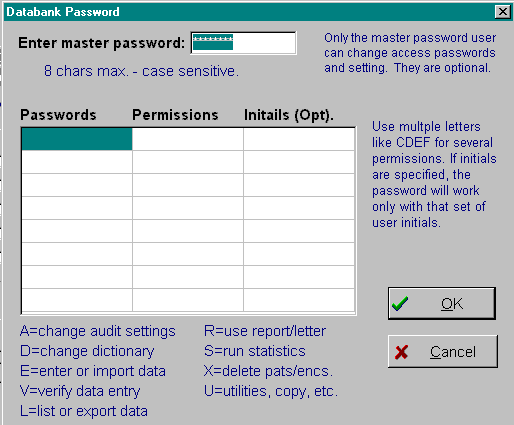 Databank Password
Enter master password: ********
Only the master password user
can change access passwords
and setting. They are optional.
8 chars max. - case sensitive.
Passwords Permissions Initails (Opt).
Use multple letters
like CDEF for several
permissions. If initials
are specified, the
password will work
only with that set of
user initials.
OK
Cancel
A=change audit settings
D=change dictionary
E=enter or import data
V=verify data entry
L=list or export data
R=use report/letter
S=run statistics
X=delete pats/encs.
U=utilities, copy, etc.